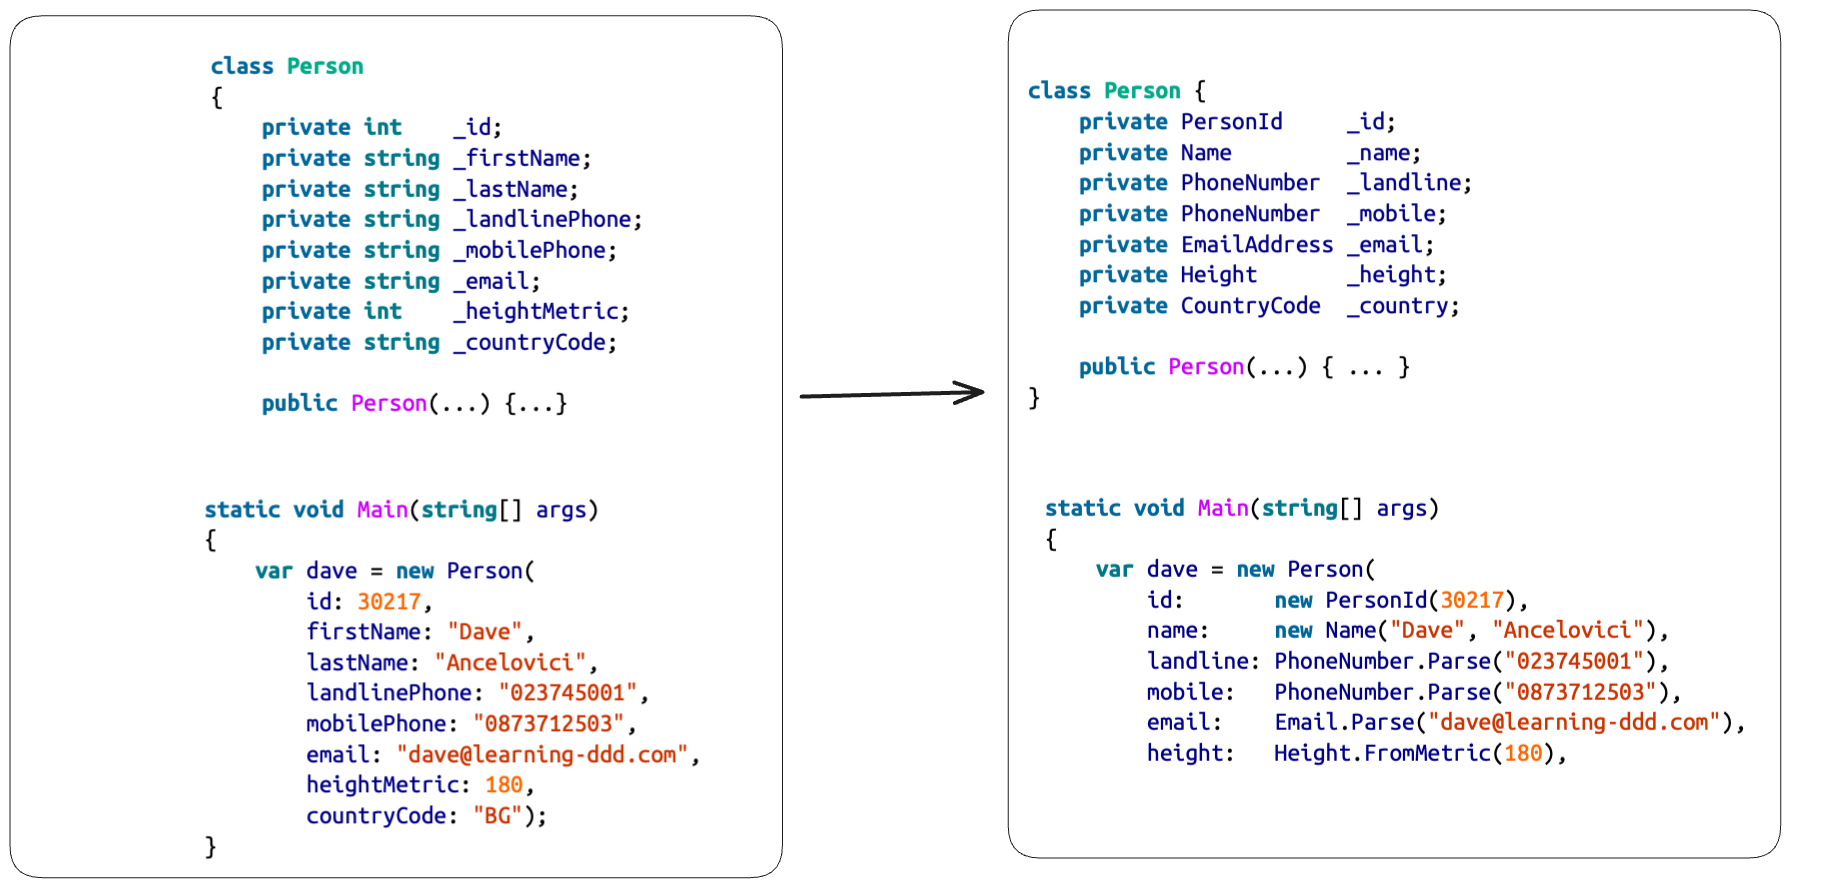 class Person
{
    private int    _id;
    private string _firstName;
    private string _lastName;
    private string _landlinePhone;
    private string _mobilePhone;
    private string _email;
    private int    _heightMetric;
    private string _countryCode;
    public Person(...) {...}
static void Main(string[] args)
{
    var dave = new Person(
        id: 30217,
        firstName: "Dave",
        lastName: "Ancelovici",
        landlinePhone: "023745001",
        mobilePhone: "0873712503",
        email: "dave@learning-ddd.com",
        heightMetric: 180,
        countryCode: "BG");
}
class Person {
    private PersonId     _id;
    private Name         _name;
    private PhoneNumber  _landline;
    private PhoneNumber  _mobile;
    private EmailAddress _email;
    private Height       _height;
    private CountryCode  _country;
    public Person(...) { ... }
}
static void Main(string[] args)
{
    var dave = new Person(
        id:       new PersonId(30217),
        name:     new Name("Dave", "Ancelovici"),
        landline: PhoneNumber.Parse("023745001"),
        mobile:   PhoneNumber.Parse("0873712503"),
        email:    Email.Parse("dave@learning-ddd.com"),
        height:   Height.FromMetric(180),